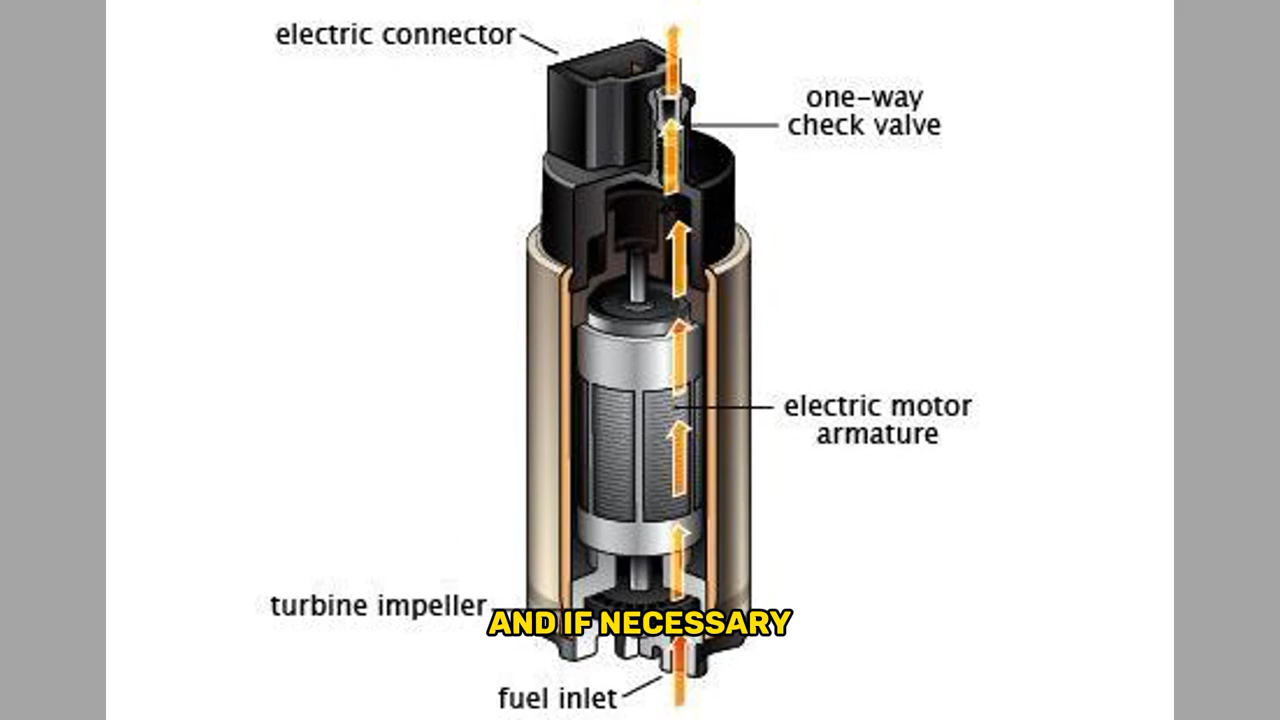 electric connector
one-way
check valve
electric motor
armature
turbine impeller
AND IF NECESSARY
fuel inlet